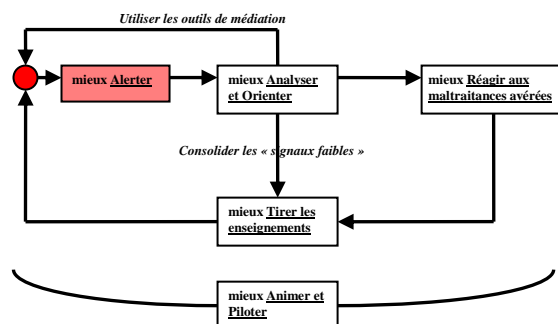 Utiliser les outils de médiation
mieux Alerter
mieux Analyser
et Orienter
mieux Réagir aux
maltraitances avérées
Consolider les « signaux faibles »
mieux Tirer les
enseignements
mieux Animer et
Piloter